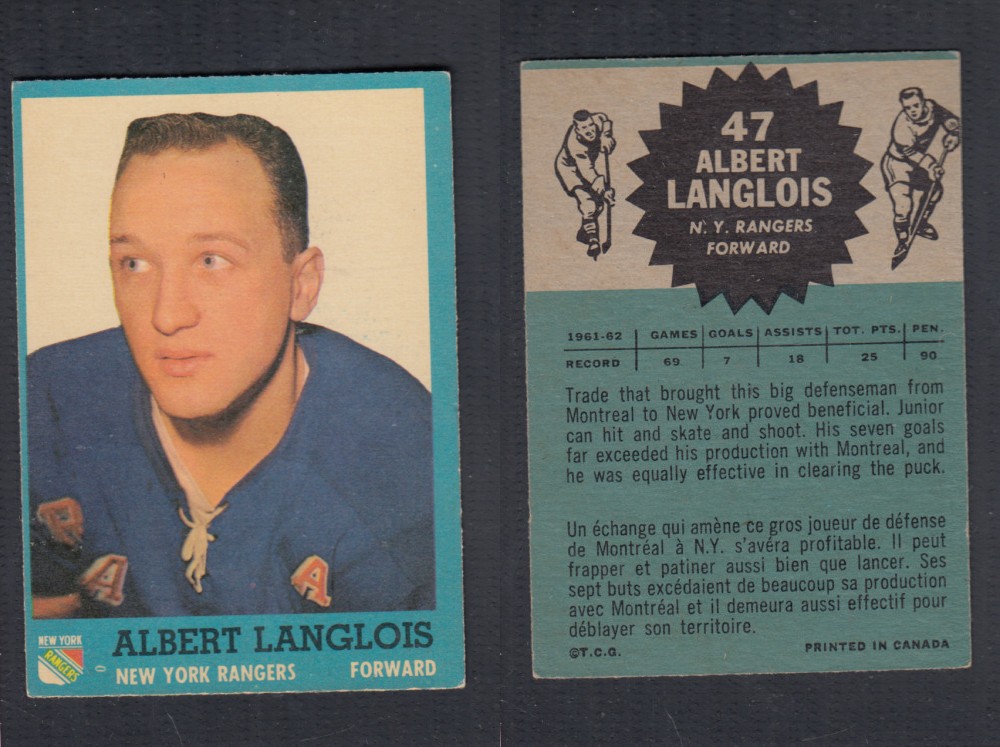 A
A
A
NEW YORK
RANGERS
ALBERT LANGLOIS
NEW YORK RANGERS FORWARD
47
ALBERT
LANGLOIS
N. Y. RANGERS
FORWARD
1961-62 GAMES GOALS ASSISTS TOT. PTS. PEN.
RECORD 69 7 18 25 90
Trade that brought this big defenseman from
Montreal to New York proved beneficial. Junior
can hit and skate and shoot. His seven goals
far exceeded his production with Montreal, and
he was equally effective in clearing the puck.
Un échange qui amène ce gros joueur de défense
de Montréal à N.Y. s'avéra profitable. Il peut
frapper et patiner aussi bien que lancer. Ses
sept buts excédaient de beaucoup sa production
avec Montréal et il demeura aussi effectif pour
déblayer son territoire.
©T.C.G. PRINTED IN CANADA